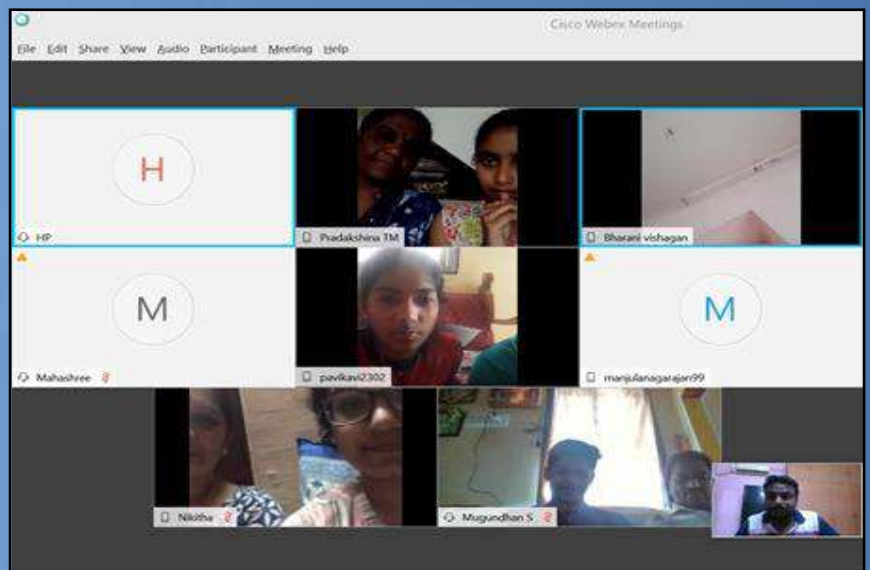 Cisco Webex Meetings
File Edit Share View Audio Participant Meeting Help
H
HP
Pradakshina TM
Bharani vishagan
M
Mahashree
pavikavi2302
M
manjulanagarajan99
Nikitha
Mugundhan S